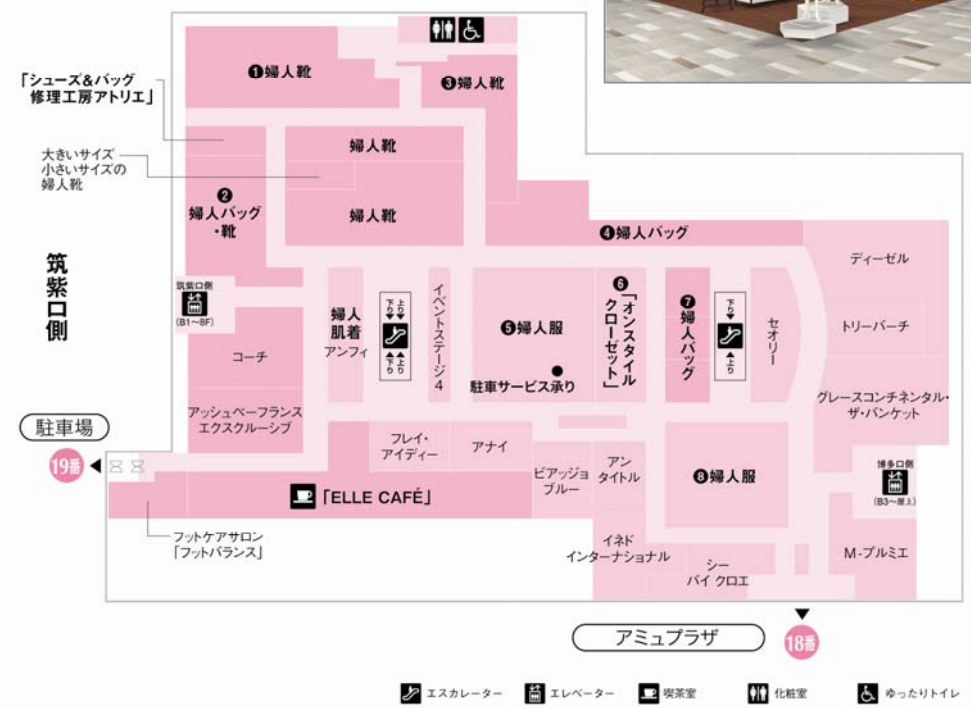 ❶婦人靴
❸婦人靴
「シューズ&バッグ
修理工房アトリエ」
婦人靴
大きいサイズ
小さいサイズの
婦人靴
❷
婦人バッグ
・靴
婦人靴
❹婦人バッグ
ディーゼル
筑紫口側
筑紫口側
(B1〜8F)
婦人
肌着
アンフィ
下り
上り
下り
上り
イベントステージ4
❺婦人服
駐車サービス承り
❻
「オンスタイル
クローゼット」
❼
婦人バッグ
下り
上り
セオリー
トリーバーチ
コーチ
アッシュペーフランス
エクスクルーシブ
グレースコンチネンタル・
ザ・バンケット
駐車場
19番
フレイ・
アイディー
アナイ
ビアッジョ
ブルー
アン
タイトル
❽婦人服
博多口側
(B3〜屋上)
「ELLE CAFÉ」
フットケアサロン
「フットバランス」
イネド
インターナショナル
シー
バイ クロエ
M-プルミエ
アミュプラザ
18番
エスカレーター
エレベーター
喫茶室
化粧室
ゆったりトイレ